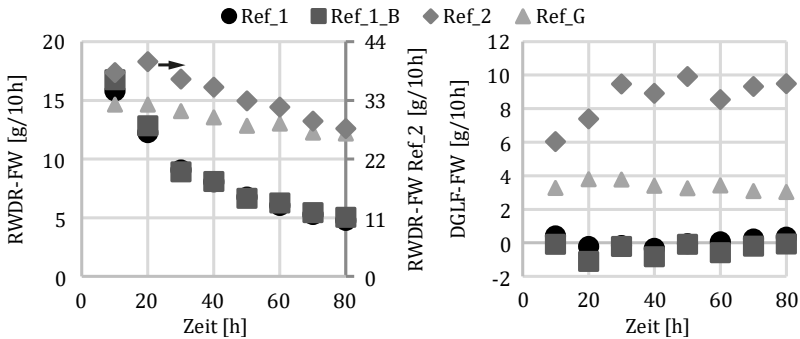 Ref_1 Ref_1_B Ref_2 Ref_G
RWDR-FW [g/10h]
20
15
10
5
0
0 20 40 60 80
Zeit [h]
44
33
22
11
0
RWDR-FW Ref_2 [g/10h]
DGLF-FW [g/10h]
12
10
8
6
4
2
0
-2
0 20 40 60 80
Zeit [h]